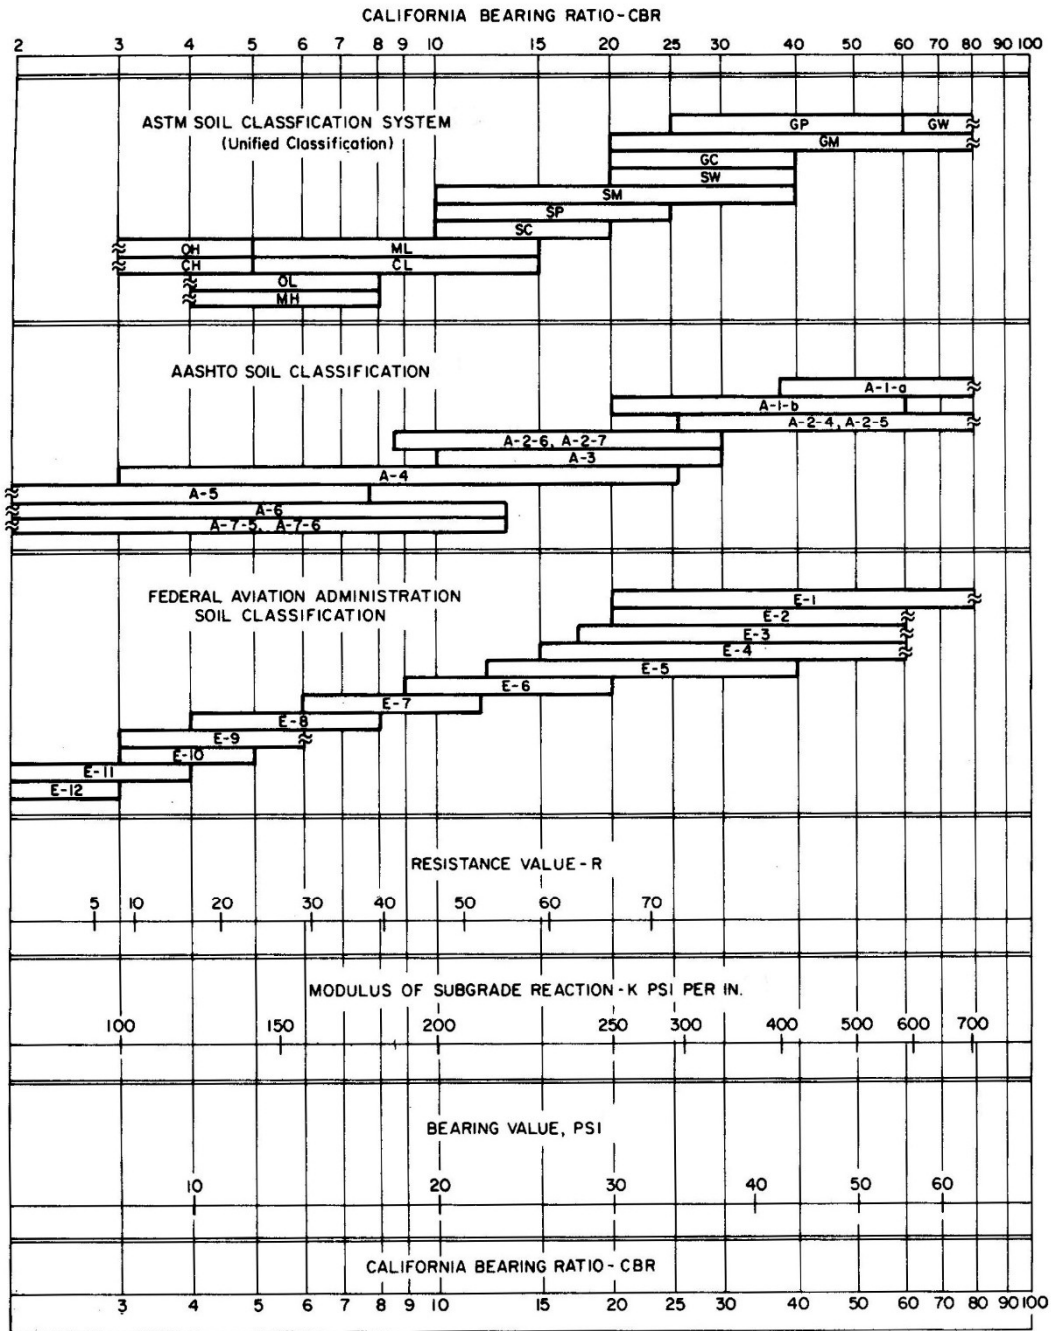 CALIFORNIA BEARING RATIO-CBR
2 3 4 5 6 7 8 9 10 15 20 25 30 40 50 60 70 80 90 100
ASTM SOIL CLASSFICATION SYSTEM
(Unified Classification)
GP GW
GM
GC
SW
SM
SP
SC
OH ML
CH CL
OL
MH
AASHTO SOIL CLASSIFICATION
A-1-a
A-1-b
A-2-4, A-2-5
A-2-6, A-2-7
A-3
A-4
A-5
A-6
A-7-5, A-7-6
FEDERAL AVIATION ADMINISTRATION
SOIL CLASSIFICATION
E-1
E-2
E-3
E-4
E-5
E-6
E-7
E-8
E-9
E-10
E-11
E-12
RESISTANCE VALUE-R
5 10 20 30 40 50 60 70
MODULUS OF SUBGRADE REACTION-K PSI PER IN.
100 150 200 250 300 400 500 600 700
BEARING VALUE, PSI
10 20 30 40 50 60
CALIFORNIA BEARING RATIO-CBR
3 4 5 6 7 8 9 10 15 20 25 30 40 50 60 70 80 90 100